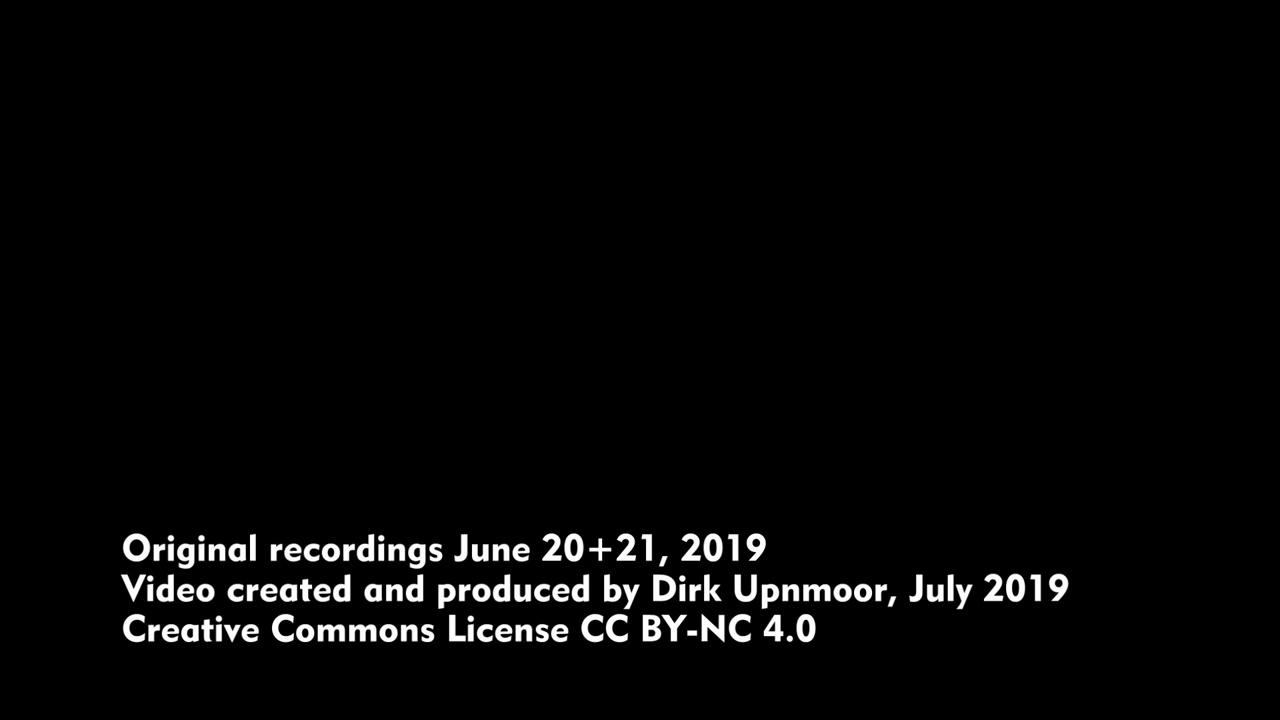 Original recordings June 20+21, 2019
Video created and produced by Dirk Upnmoor, July 2019
Creative Commons License CC BY-NC 4.0